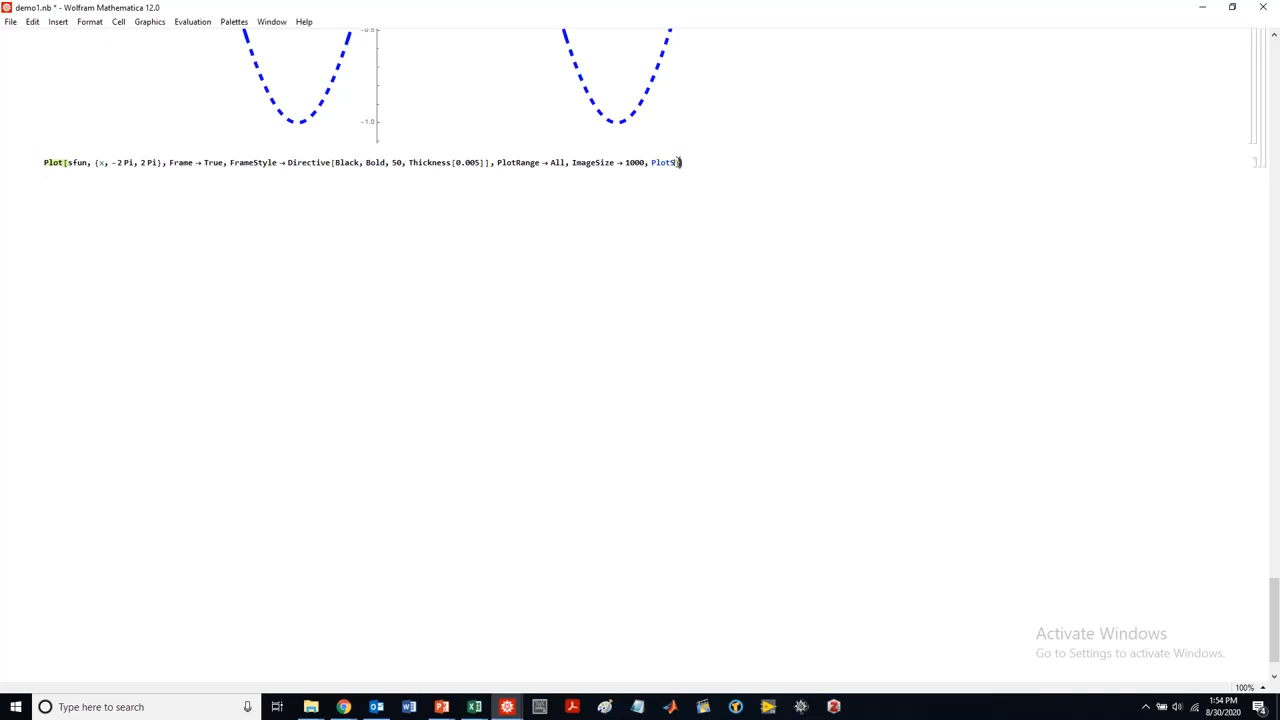 demo1.nb * - Wolfram Mathematica 12.0
File Edit Insert Format Cell Graphics Evaluation Palettes Window Help
-1.0
Plot[sfun, {x, -2 Pi, 2 Pi}, Frame → True, FrameStyle → Directive[Black, Bold, 50, Thickness[0.005]], PlotRange → All, ImageSize → 1000, PlotS]
Activate Windows
Go to Settings to activate Windows.
100%
Type here to search
1:54 PM
8/30/2020
4